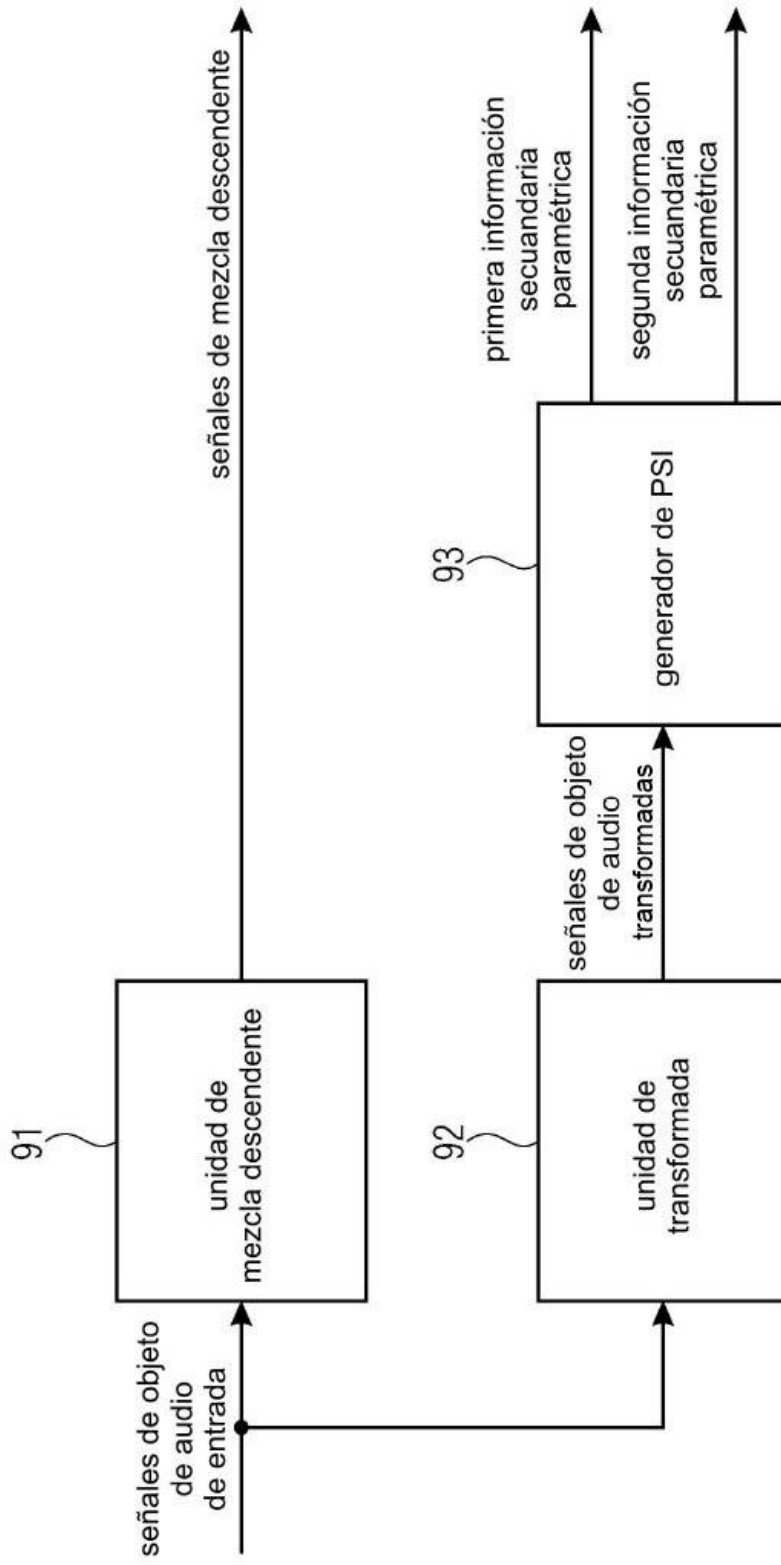 señales de objeto
de audio
de entrada
91
unidad de
mezcla descendente
señales de mezcla descendente
92
unidad de
transformada
señales de objeto
de audio
transformadas
93
generador de PSI
primera información
secuandaria
paramétrica
segunda información
secuandaria
paramétrica